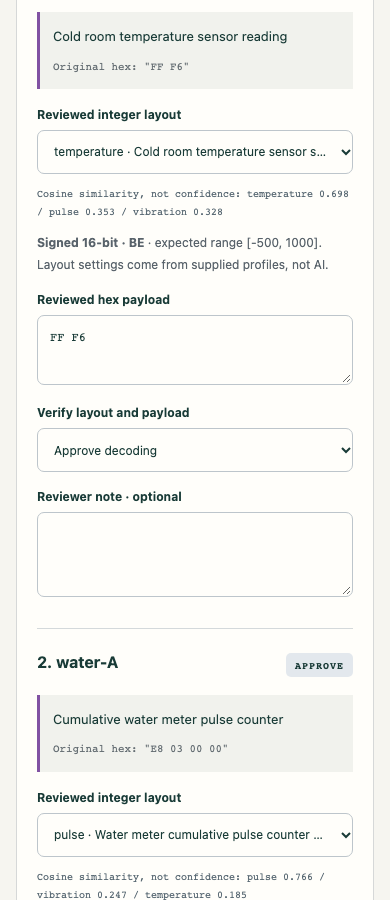 Cold room temperature sensor reading
Original hex: "FF F6"
Reviewed integer layout
temperature · Cold room temperature sensor s...
Cosine similarity, not confidence: temperature 0.698
/ pulse 0.353 / vibration 0.328
Signed 16-bit · BE · expected range [-500, 1000].
Layout settings come from supplied profiles, not AI.
Reviewed hex payload
FF F6
Verify layout and payload
Approve decoding
Reviewer note · optional
2. water-A
APPROVE
Cumulative water meter pulse counter
Original hex: "E8 03 00 00"
Reviewed integer layout
pulse · Water meter cumulative pulse counter ...
Cosine similarity, not confidence: pulse 0.766 /
vibration 0.247 / temperature 0.185